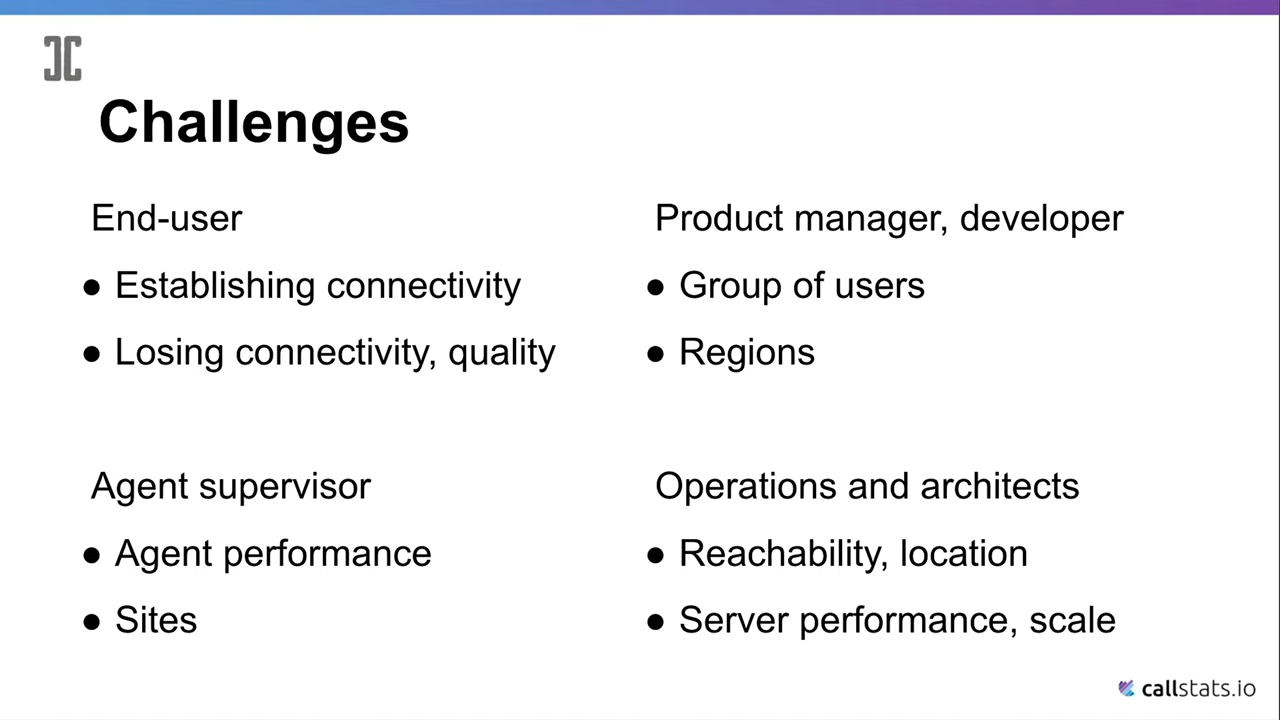 Challenges
End-user
● Establishing connectivity
● Losing connectivity, quality
Agent supervisor
● Agent performance
● Sites
Product manager, developer
● Group of users
● Regions
Operations and architects
● Reachability, location
● Server performance, scale
callstats.io